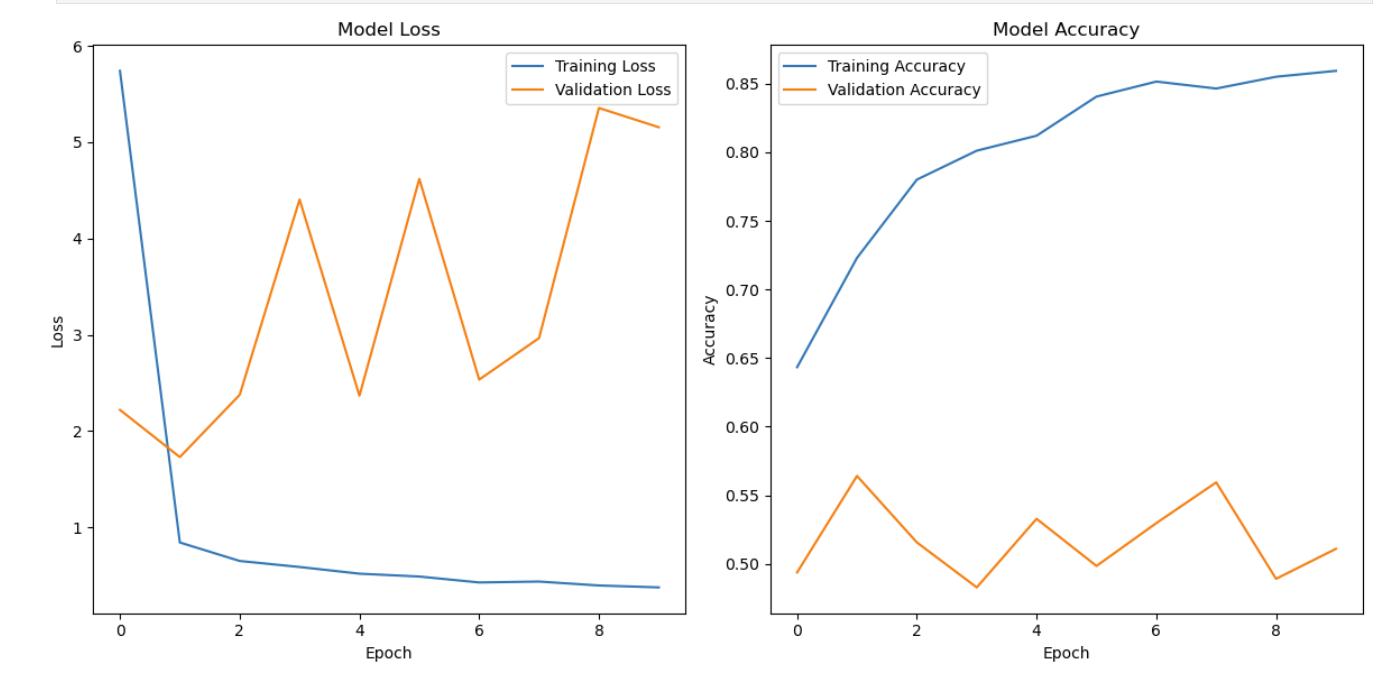 Model Loss
6
5
4
3
2
1
Loss
Training Loss
Validation Loss
0
2
4
6
8
Epoch
Model Accuracy
0.85
0.80
0.75
0.70
0.65
0.60
0.55
0.50
Accuracy
Training Accuracy
Validation Accuracy
0
2
4
6
8
Epoch